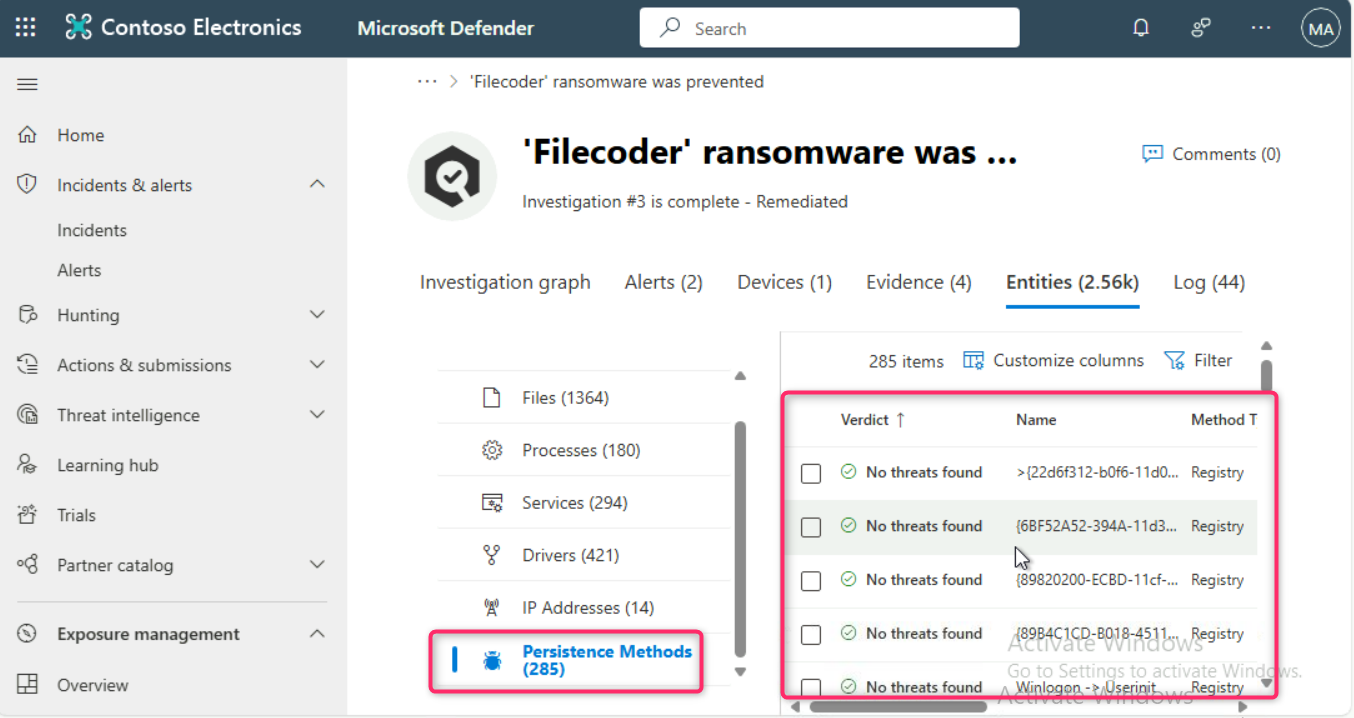 Contoso Electronics
Microsoft Defender
Search
MA
Home
Incidents & alerts
Incidents
Alerts
Hunting
Actions & submissions
Threat intelligence
Learning hub
Trials
Partner catalog
Exposure management
Overview
··· > 'Filecoder' ransomware was prevented
'Filecoder' ransomware was ...
Investigation #3 is complete - Remediated
Comments (0)
Investigation graph Alerts (2) Devices (1) Evidence (4) Entities (2.56k) Log (44)
Files (1364)
Processes (180)
Services (294)
Drivers (421)
IP Addresses (14)
Persistence Methods
(285)
285 items Customize columns Filter
Verdict ↑ Name Method T
No threats found >{22d6f312-b0f6-11d0... Registry
No threats found {6BF52A52-394A-11d3... Registry
No threats found {89820200-ECBD-11cf-... Registry
No threats found {89B4C1CD-B018-4511... Registry
No threats found Winlogon -> Userinit Registry
Activate Windows
Go to Settings to activate Windows.
Activate Windows